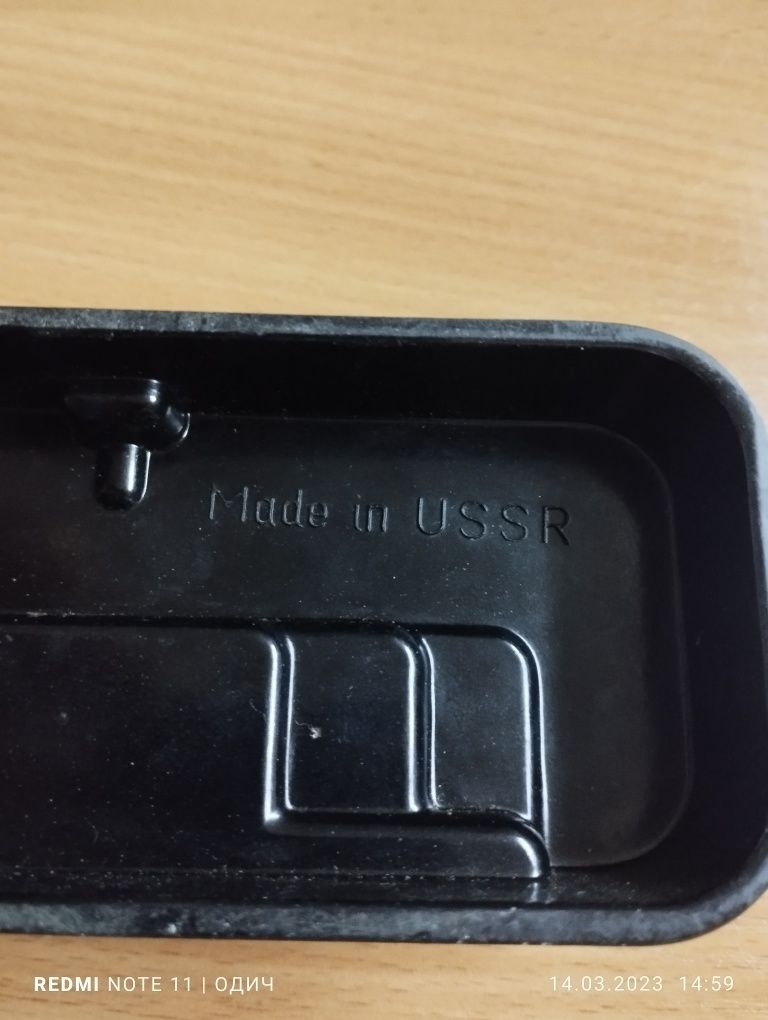 Made in USSR
REDMI NOTE 11 | ОДИЧ
14.03.2023 14:59